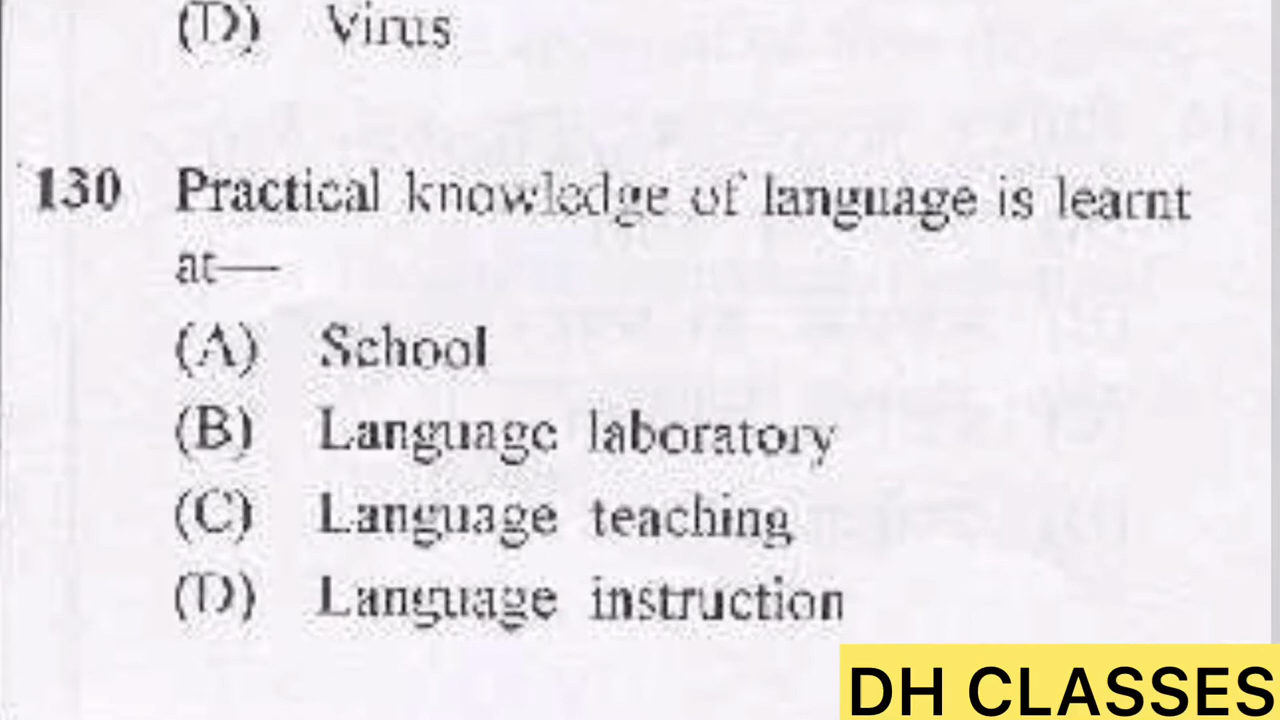 (D) Virus
130 Practical knowledge of language is learnt
at—
(A) School
(B) Language laboratory
(C) Language teaching
(D) Language instruction
DH CLASSES